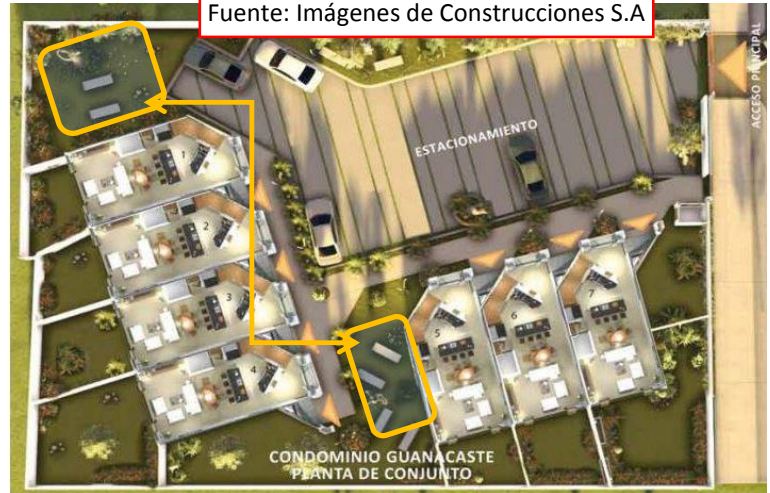 Fuente: Imágenes de Construcciones S.A
ACCESO PRINCIPAL
ESTACIONAMIENTO
1
2
3
4
5
6
7
CONDOMINIO GUANACASTE
PLANTA DE CONJUNTO